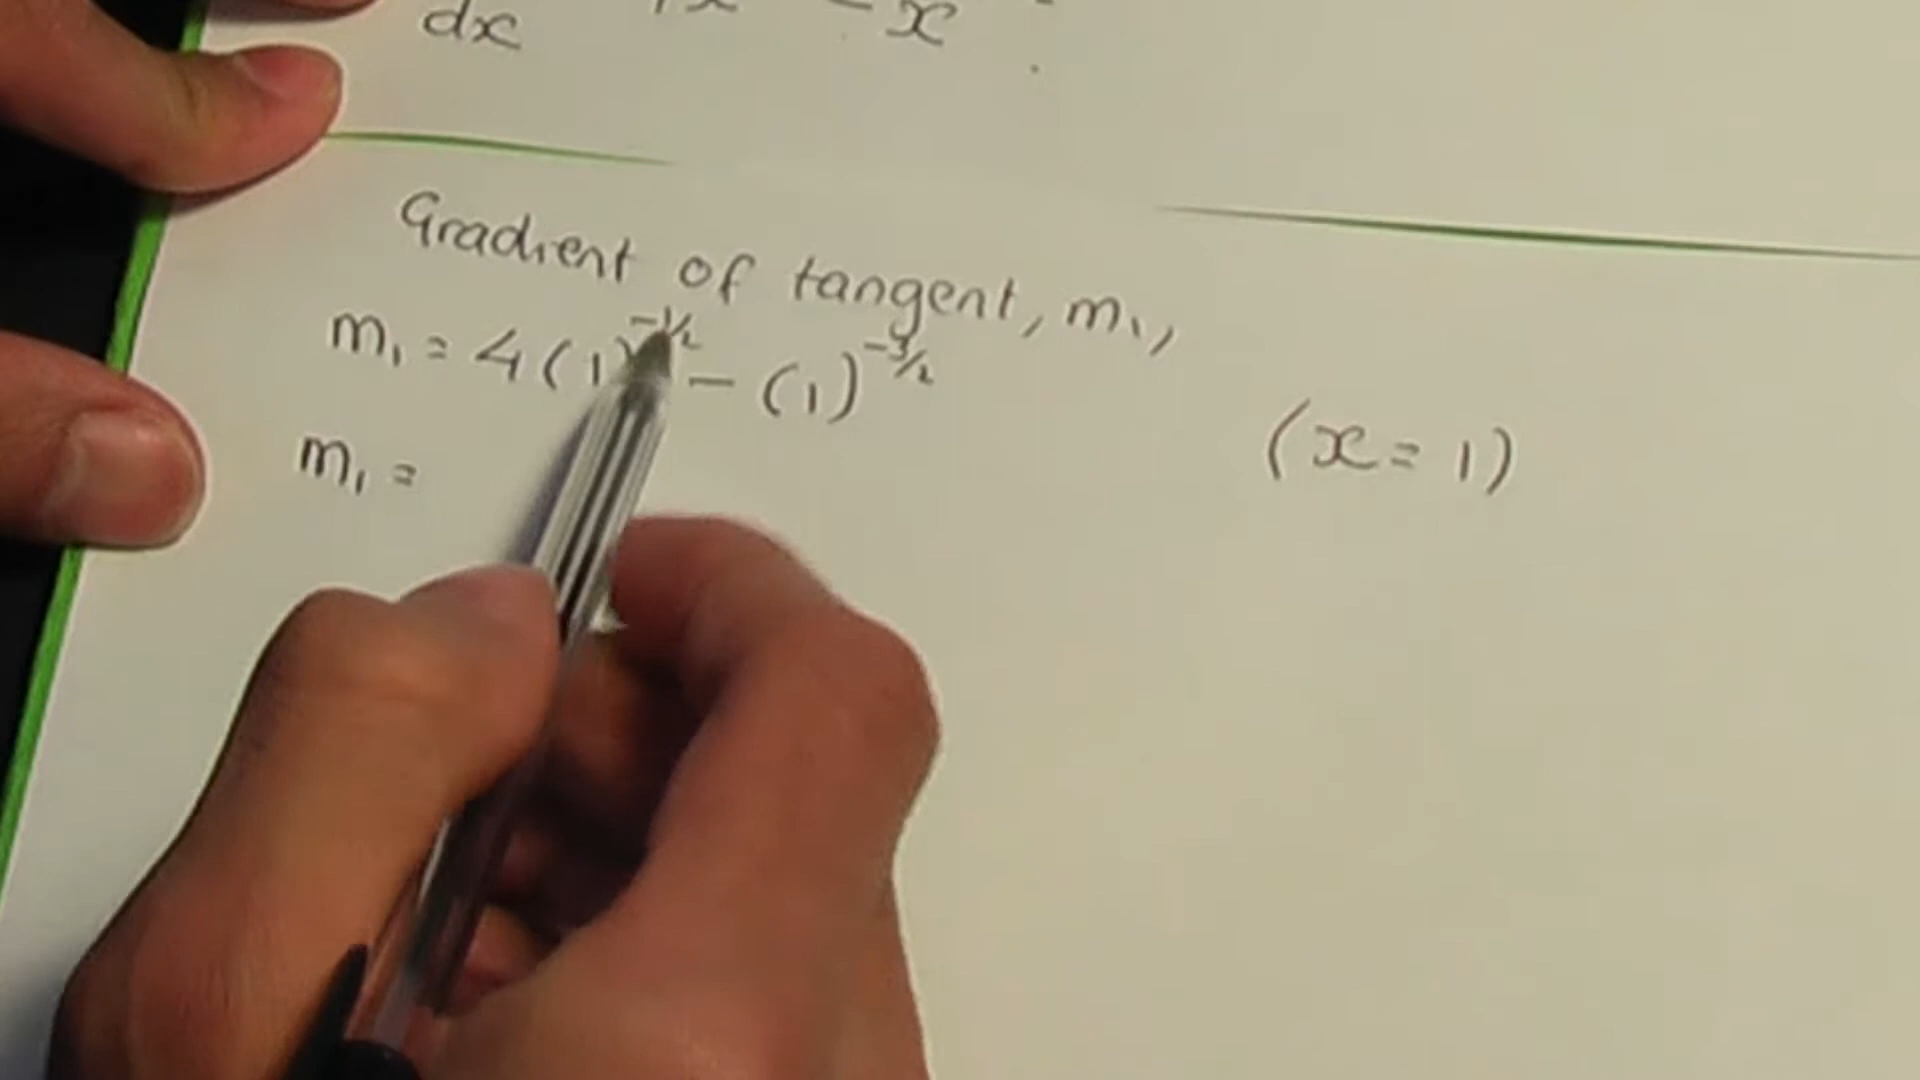 dx x
Gradient of tangent, m₁,
m₁ = 4(1)^-1/2 - (1)^-3/2
(x = 1)
m₁ =